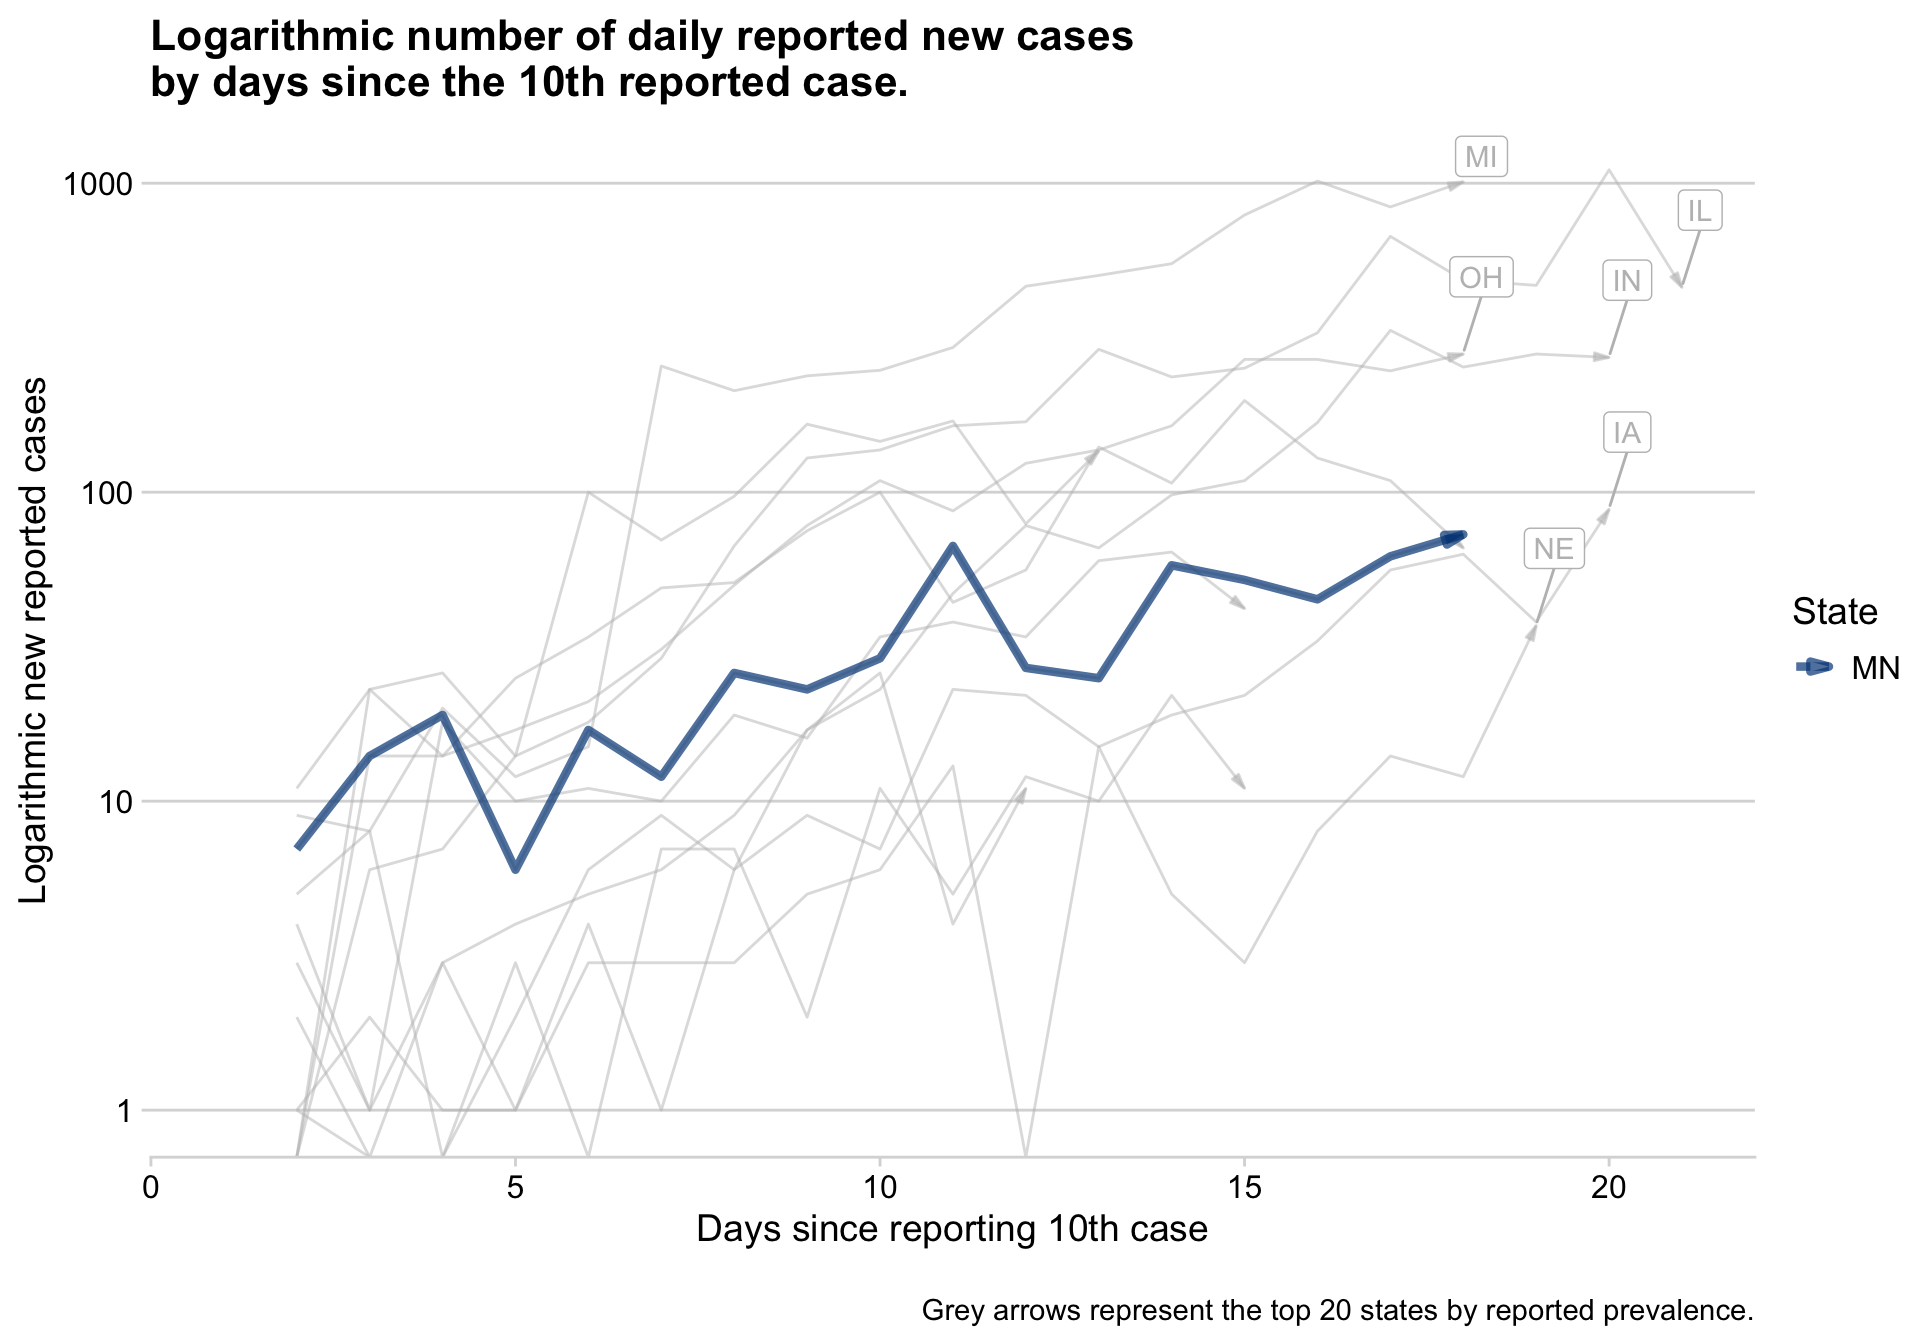 Logarithmic number of daily reported new cases
by days since the 10th reported case.
Logarithmic new reported cases
1000
100
10
1
MI
IL
OH
IN
IA
NE
State
MN
0
5
10
15
20
Days since reporting 10th case
Grey arrows represent the top 20 states by reported prevalence.